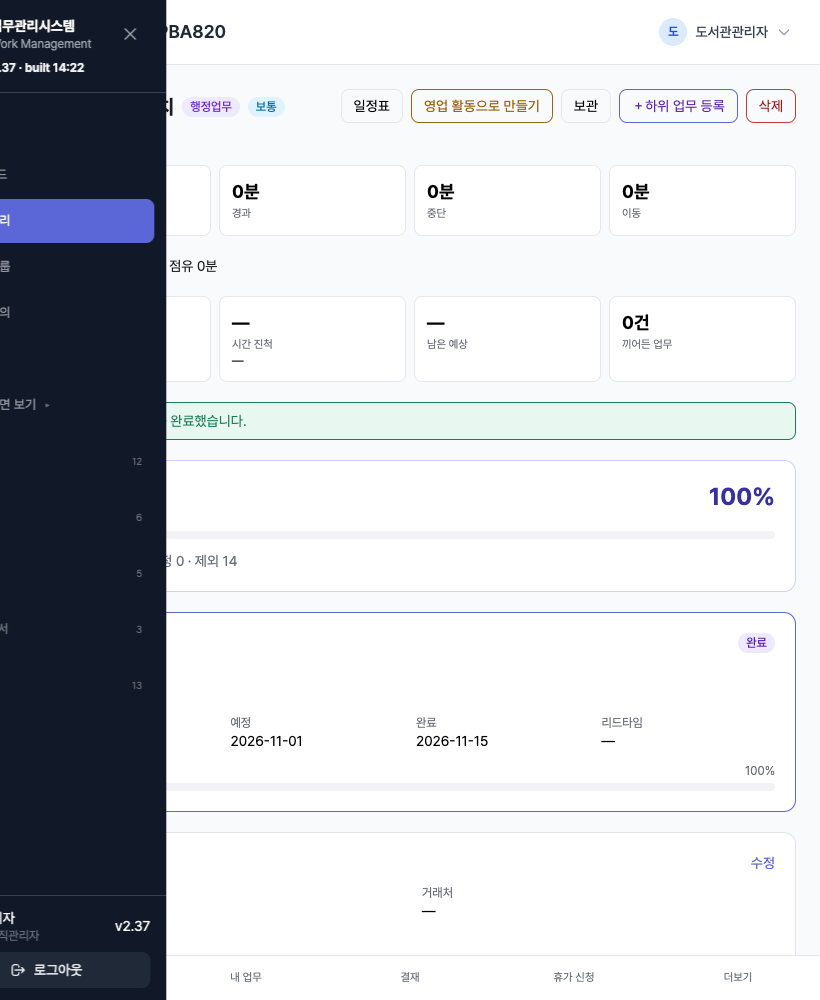 무관리시스템
ork Management
.37 · built 14:22
드
리
룹
의
면 보기 ▸
12
6
5
서 3
13
자
직관리자
v2.37
로그아웃
PBA820
도 도서관관리자
행정업무 보통
일정표 영업 활동으로 만들기 보관 + 하위 업무 등록 삭제
0분 0분 0분
경과 중단 이동
점유 0분
— — 0건
시간 진척 남은 예상 끼어든 업무
—
완료했습니다.
100%
정 0 · 제외 14
완료
예정 완료 리드타임
2026-11-01 2026-11-15 —
100%
수정
거래처
—
내 업무 결재 휴가 신청 더보기